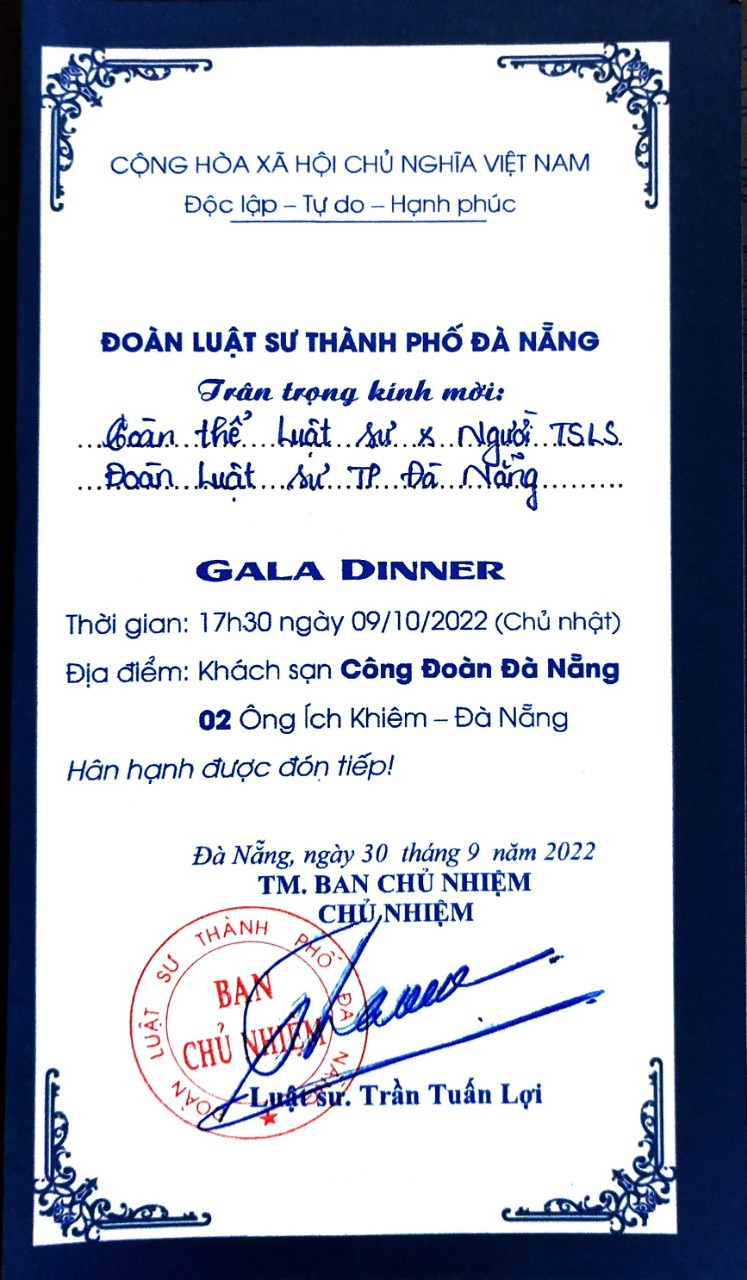 CỘNG HÒA XÃ HỘI CHỦ NGHĨA VIỆT NAM
Độc lập – Tự do – Hạnh phúc
ĐOÀN LUẬT SƯ THÀNH PHỐ ĐÀ NẴNG
Trân trọng kính mời:
Đoàn thể Luật sư & Người TSLS
Đoàn Luật sư TP Đà Nẵng
GALA DINNER
Thời gian: 17h30 ngày 09/10/2022 (Chủ nhật)
Địa điểm: Khách sạn Công Đoàn Đà Nẵng
02 Ông Ích Khiêm – Đà Nẵng
Hân hạnh được đón tiếp!
Đà Nẵng, ngày 30 tháng 9 năm 2022
TM. BAN CHỦ NHIỆM
CHỦ NHIỆM
ĐOÀN LUẬT SƯ THÀNH PHỐ ĐÀ NẴNG
BAN
CHỦ NHIỆM
Luật sư. Trần Tuấn Lợi